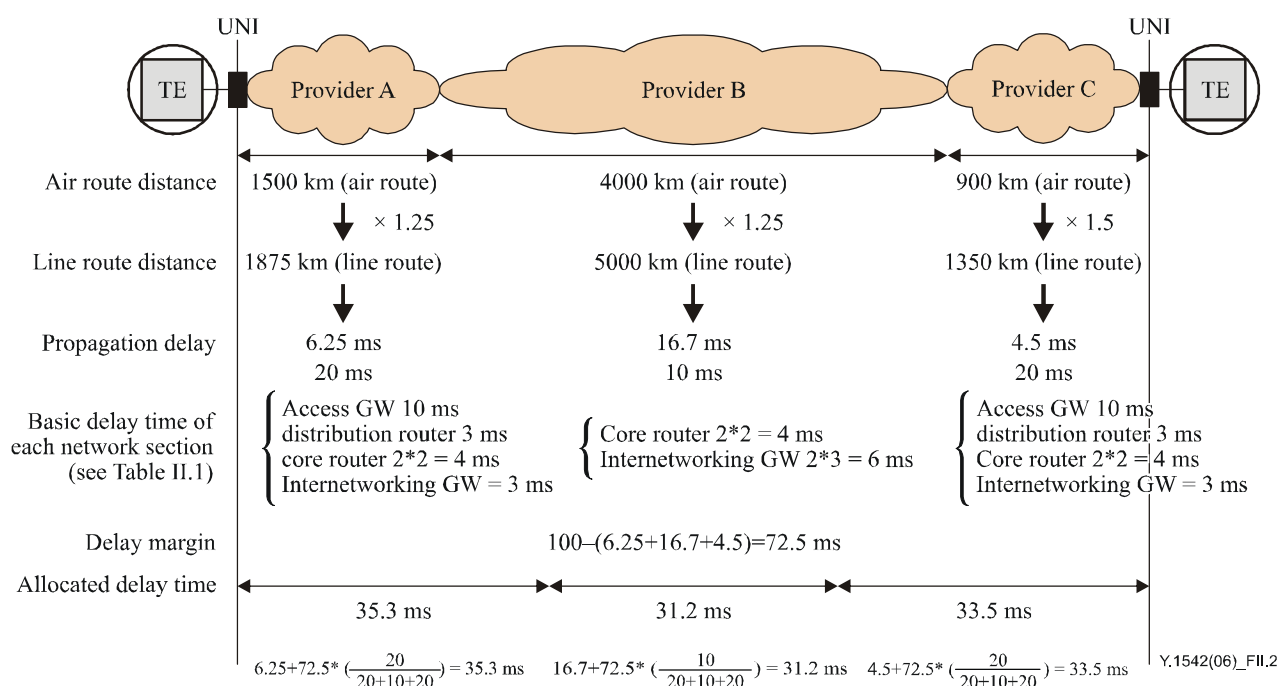 UNI
UNI
TE
Provider A
Provider B
Provider C
TE
Air route distance
1500 km (air route)
4000 km (air route)
900 km (air route)
× 1.25
× 1.25
× 1.5
Line route distance
1875 km (line route)
5000 km (line route)
1350 km (line route)
Propagation delay
6.25 ms
16.7 ms
4.5 ms
20 ms
10 ms
20 ms
Basic delay time of
each network section
(see Table II.1)
Access GW 10 ms
distribution router 3 ms
core router 2*2 = 4 ms
Internetworking GW = 3 ms
Core router 2*2 = 4 ms
Internetworking GW 2*3 = 6 ms
Access GW 10 ms
distribution router 3 ms
Core router 2*2 = 4 ms
Internetworking GW = 3 ms
Delay margin
100–(6.25+16.7+4.5)=72.5 ms
Allocated delay time
35.3 ms
31.2 ms
33.5 ms
6.25+72.5* (20/20+10+20) = 35.3 ms
16.7+72.5* (10/20+10+20) = 31.2 ms
4.5+72.5* (20/20+10+20) = 33.5 ms
Y.1542(06)_FII.2